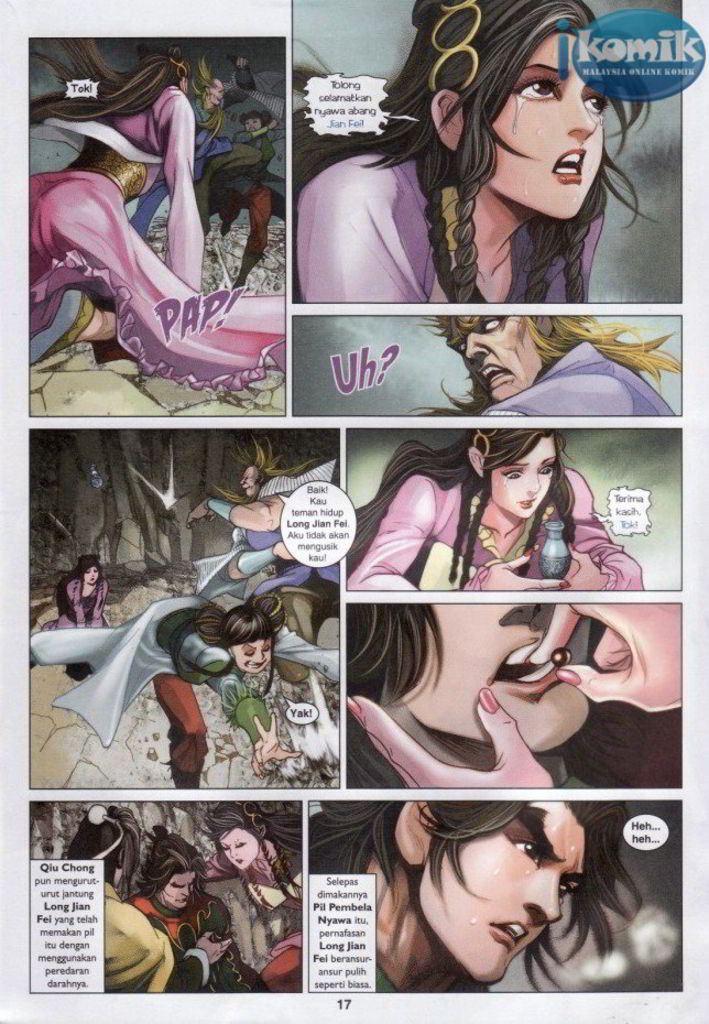 jkomik
MALAYSIA ONLINE KOMIK
Tok!
PAP!
Tolong
selamatkan
nyawa abang
Jian Fei!
Uh?
Baik!
Kau
teman hidup
Long Jian Fei.
Aku tidak akan
mengusik
kau!
Yak!
Terima
kasih,
Tok!
Qiu Chong
pun mengurut-
urut jantung
Long Jian
Fei yang telah
memakan pil
itu dengan
menggunakan
peredaran
darahnya.
Selepas
dimakannya
Pil Pembela
Nyawa itu,
pernafasan
Long Jian
Fei beransur-
ansur pulih
seperti biasa.
Heh...
heh...
17